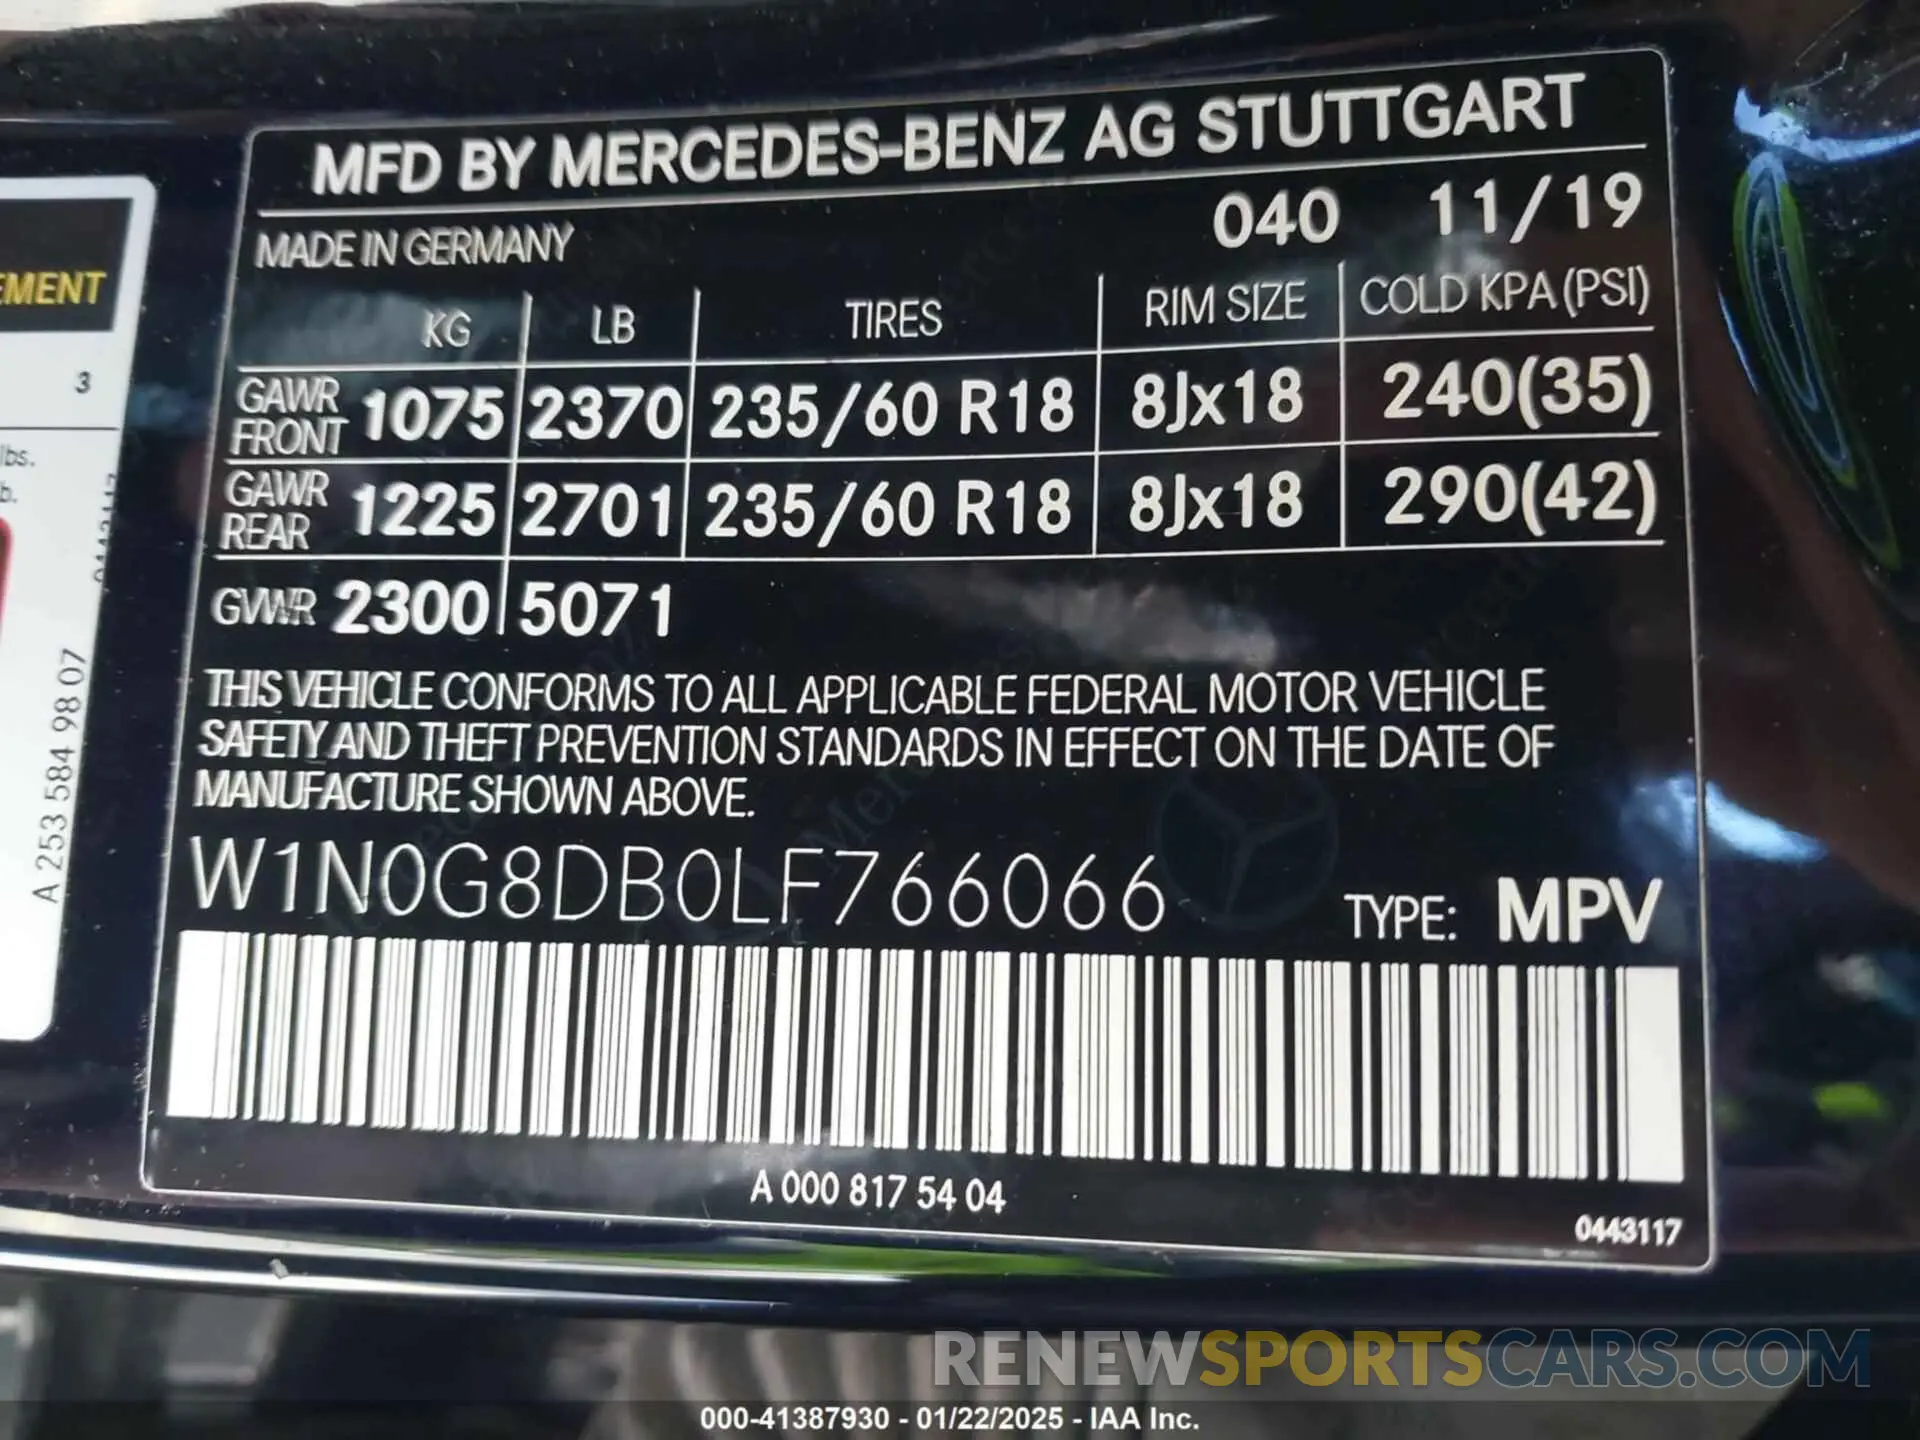 MFD BY MERCEDES-BENZ AG STUTTGART
MADE IN GERMANY 040 11/19
KG LB TIRES RIM SIZE COLD KPA (PSI)
GAWR FRONT 1075 2370 235/60 R18 8Jx18 240(35)
GAWR REAR 1225 2701 235/60 R18 8Jx18 290(42)
GVWR 2300 5071
THIS VEHICLE CONFORMS TO ALL APPLICABLE FEDERAL MOTOR VEHICLE
SAFETY AND THEFT PREVENTION STANDARDS IN EFFECT ON THE DATE OF
MANUFACTURE SHOWN ABOVE.
W1N0G8DB0LF766066 TYPE: MPV
A 000 817 54 04
0443117
EMENT
3
lbs.
b.
A 253 584 98 07
RENEWSPORTSCARS.COM
000-41387930 - 01/22/2025 - IAA Inc.